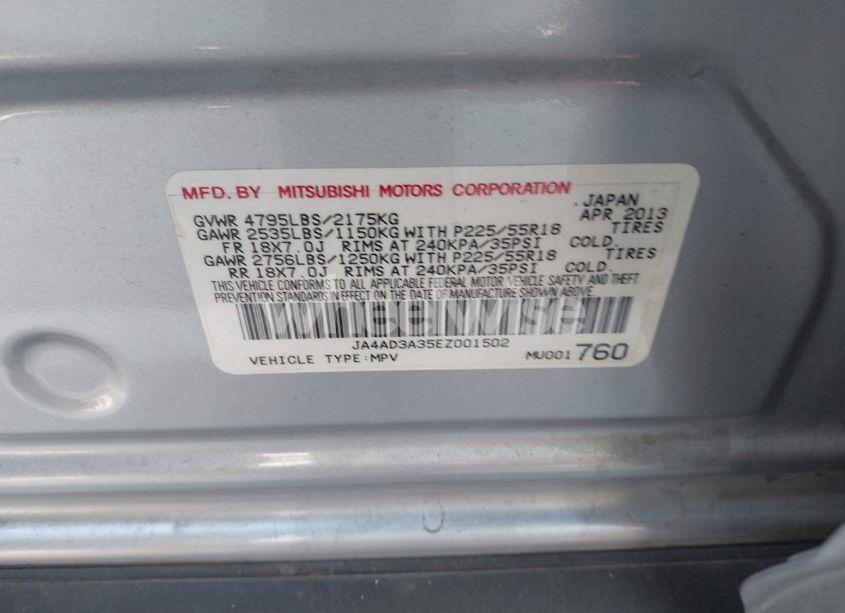 MFD. BY MITSUBISHI MOTORS CORPORATION
. JAPAN
GVWR 4795LBS/2175KG APR 2013
GAWR 2535LBS/1150KG WITH P225/55R18 TIRES
FR 18X7.0J RIMS AT 240KPA/35PSI COLD.
GAWR 2756LBS/1250KG WITH P225/55R18 TIRES
RR 18X7.0J RIMS AT 240KPA/35PSI COLD.
THIS VEHICLE CONFORMS TO ALL APPLICABLE FEDERAL MOTOR VEHICLE SAFETY AND THEFT
PREVENTION STANDARDS IN EFFECT ON THE DATE OF MANUFACTURE SHOWN ABOVE.
JA4AD3A35EZ001502
VEHICLE TYPE:MPV MU001 760